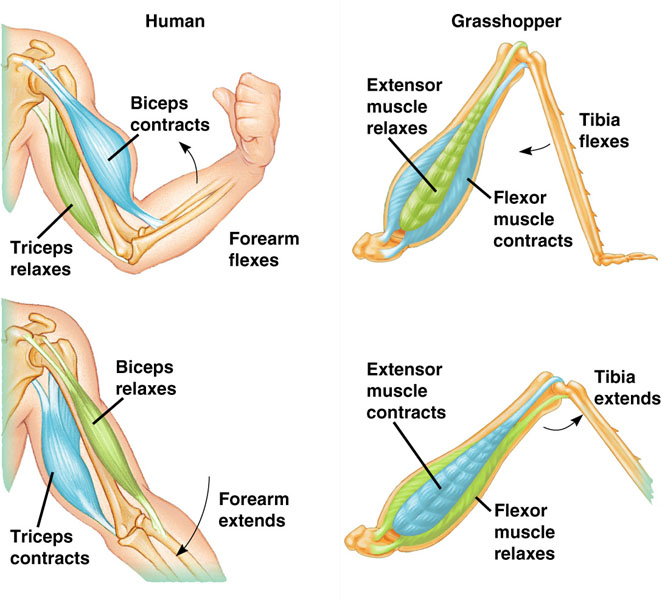 Human
Biceps
contracts
Triceps
relaxes
Forearm
flexes
Grasshopper
Extensor
muscle
relaxes
Tibia
flexes
Flexor
muscle
contracts
Biceps
relaxes
Forearm
extends
Triceps
contracts
Extensor
muscle
contracts
Tibia
extends
Flexor
muscle
relaxes